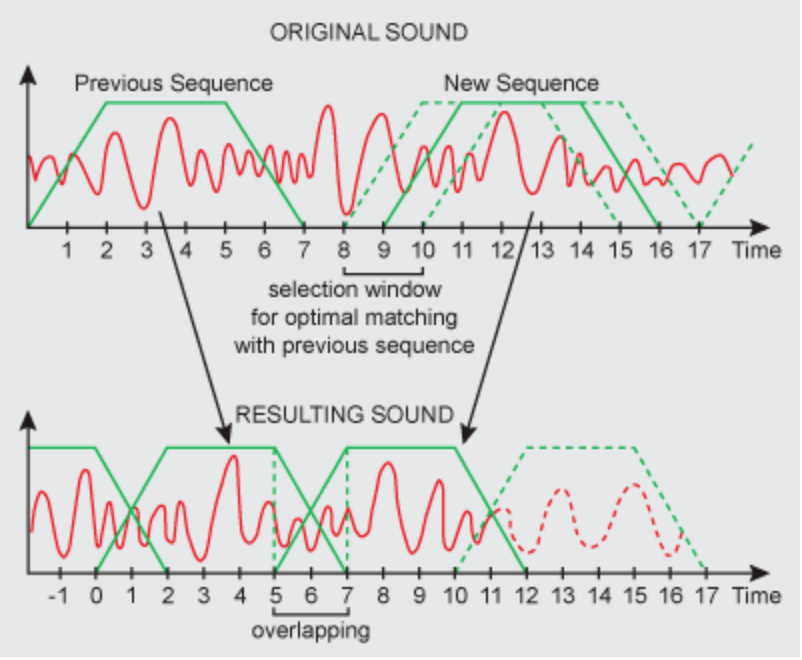 ORIGINAL SOUND
Previous Sequence
New Sequence
1 2 3 4 5 6 7 8 9 10 11 12 13 14 15 16 17 Time
selection window
for optimal matching
with previous sequence
RESULTING SOUND
-1 0 1 2 3 4 5 6 7 8 9 10 11 12 13 14 15 16 17 Time
overlapping